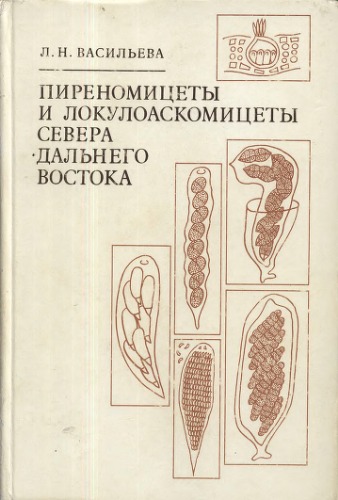 Л. Н. ВАСИЛЬЕВА
ПИРЕНОМИЦЕТЫ
И ЛОКУЛОАСКОМИЦЕТЫ
СЕВЕРА
ДАЛЬНЕГО
ВОСТОКА